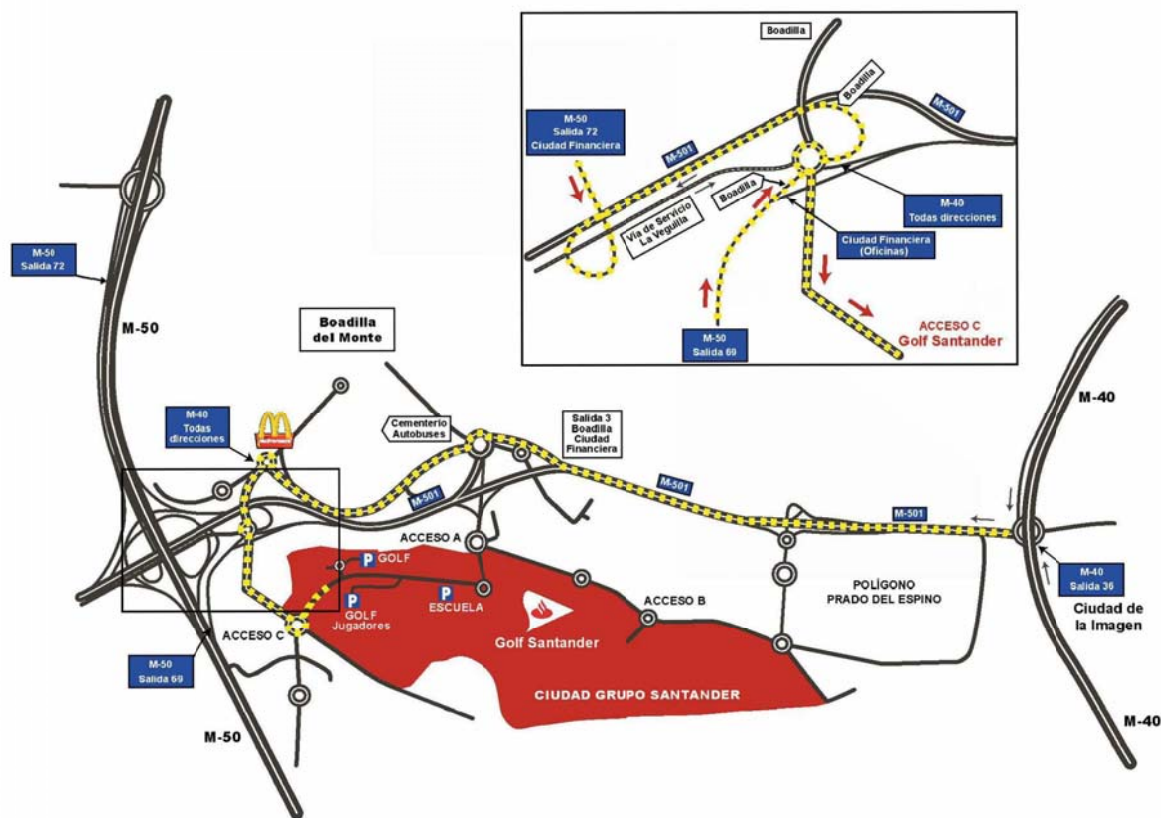 Boadilla
Boadilla
M-501
M-50
Salida 72
Ciudad Financiera
M-501
Boadilla
M-40
Todas direcciones
Vía de Servicio
La Veguilla
Ciudad Financiera
(Oficinas)
M-50
Salida 69
ACCESO C
Golf Santander
M-50
Salida 72
M-50
Boadilla
del Monte
M-40
M-40
Todas
direcciones
Cementerio
Autobuses
Salida 3
Boadilla
Ciudad
Financiera
M-501
M-501
M-501
ACCESO A
P
GOLF
P
GOLF
Jugadores
P
ESCUELA
Golf Santander
ACCESO B
POLÍGONO
PRADO DEL ESPINO
M-40
Salida 36
Ciudad de
la Imagen
ACCESO C
M-50
Salida 69
CIUDAD GRUPO SANTANDER
M-50
M-40